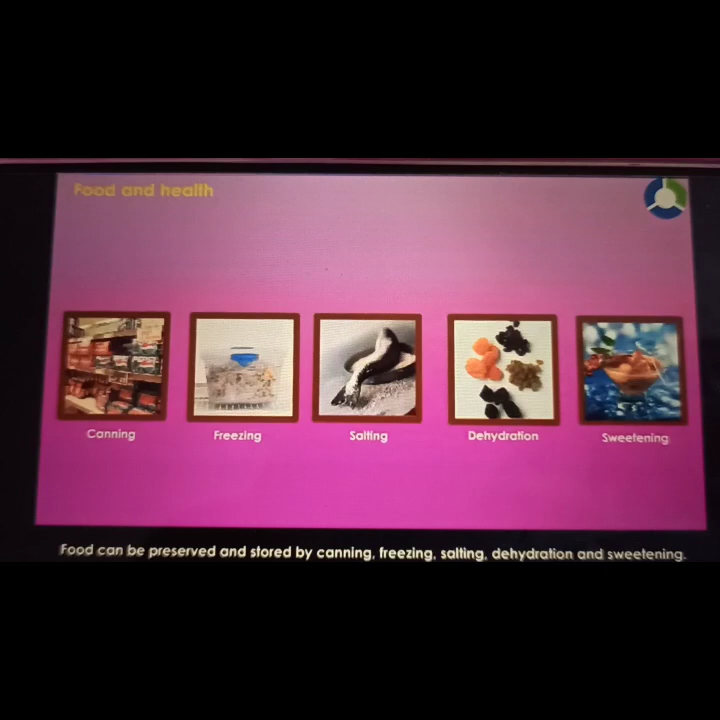 Food and health
Canning
Freezing
Salting
Dehydration
Sweetening
Food can be preserved and stored by canning, freezing, salting, dehydration and sweetening.